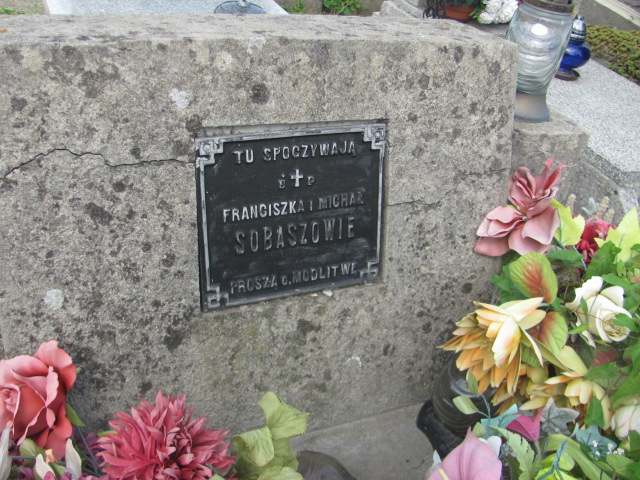 TU SPOCZYWAJĄ
Ś † P
FRANCISZKA I MICHAŁ
SOBASZOWIE
PROSZĄ O MODLITWĘ